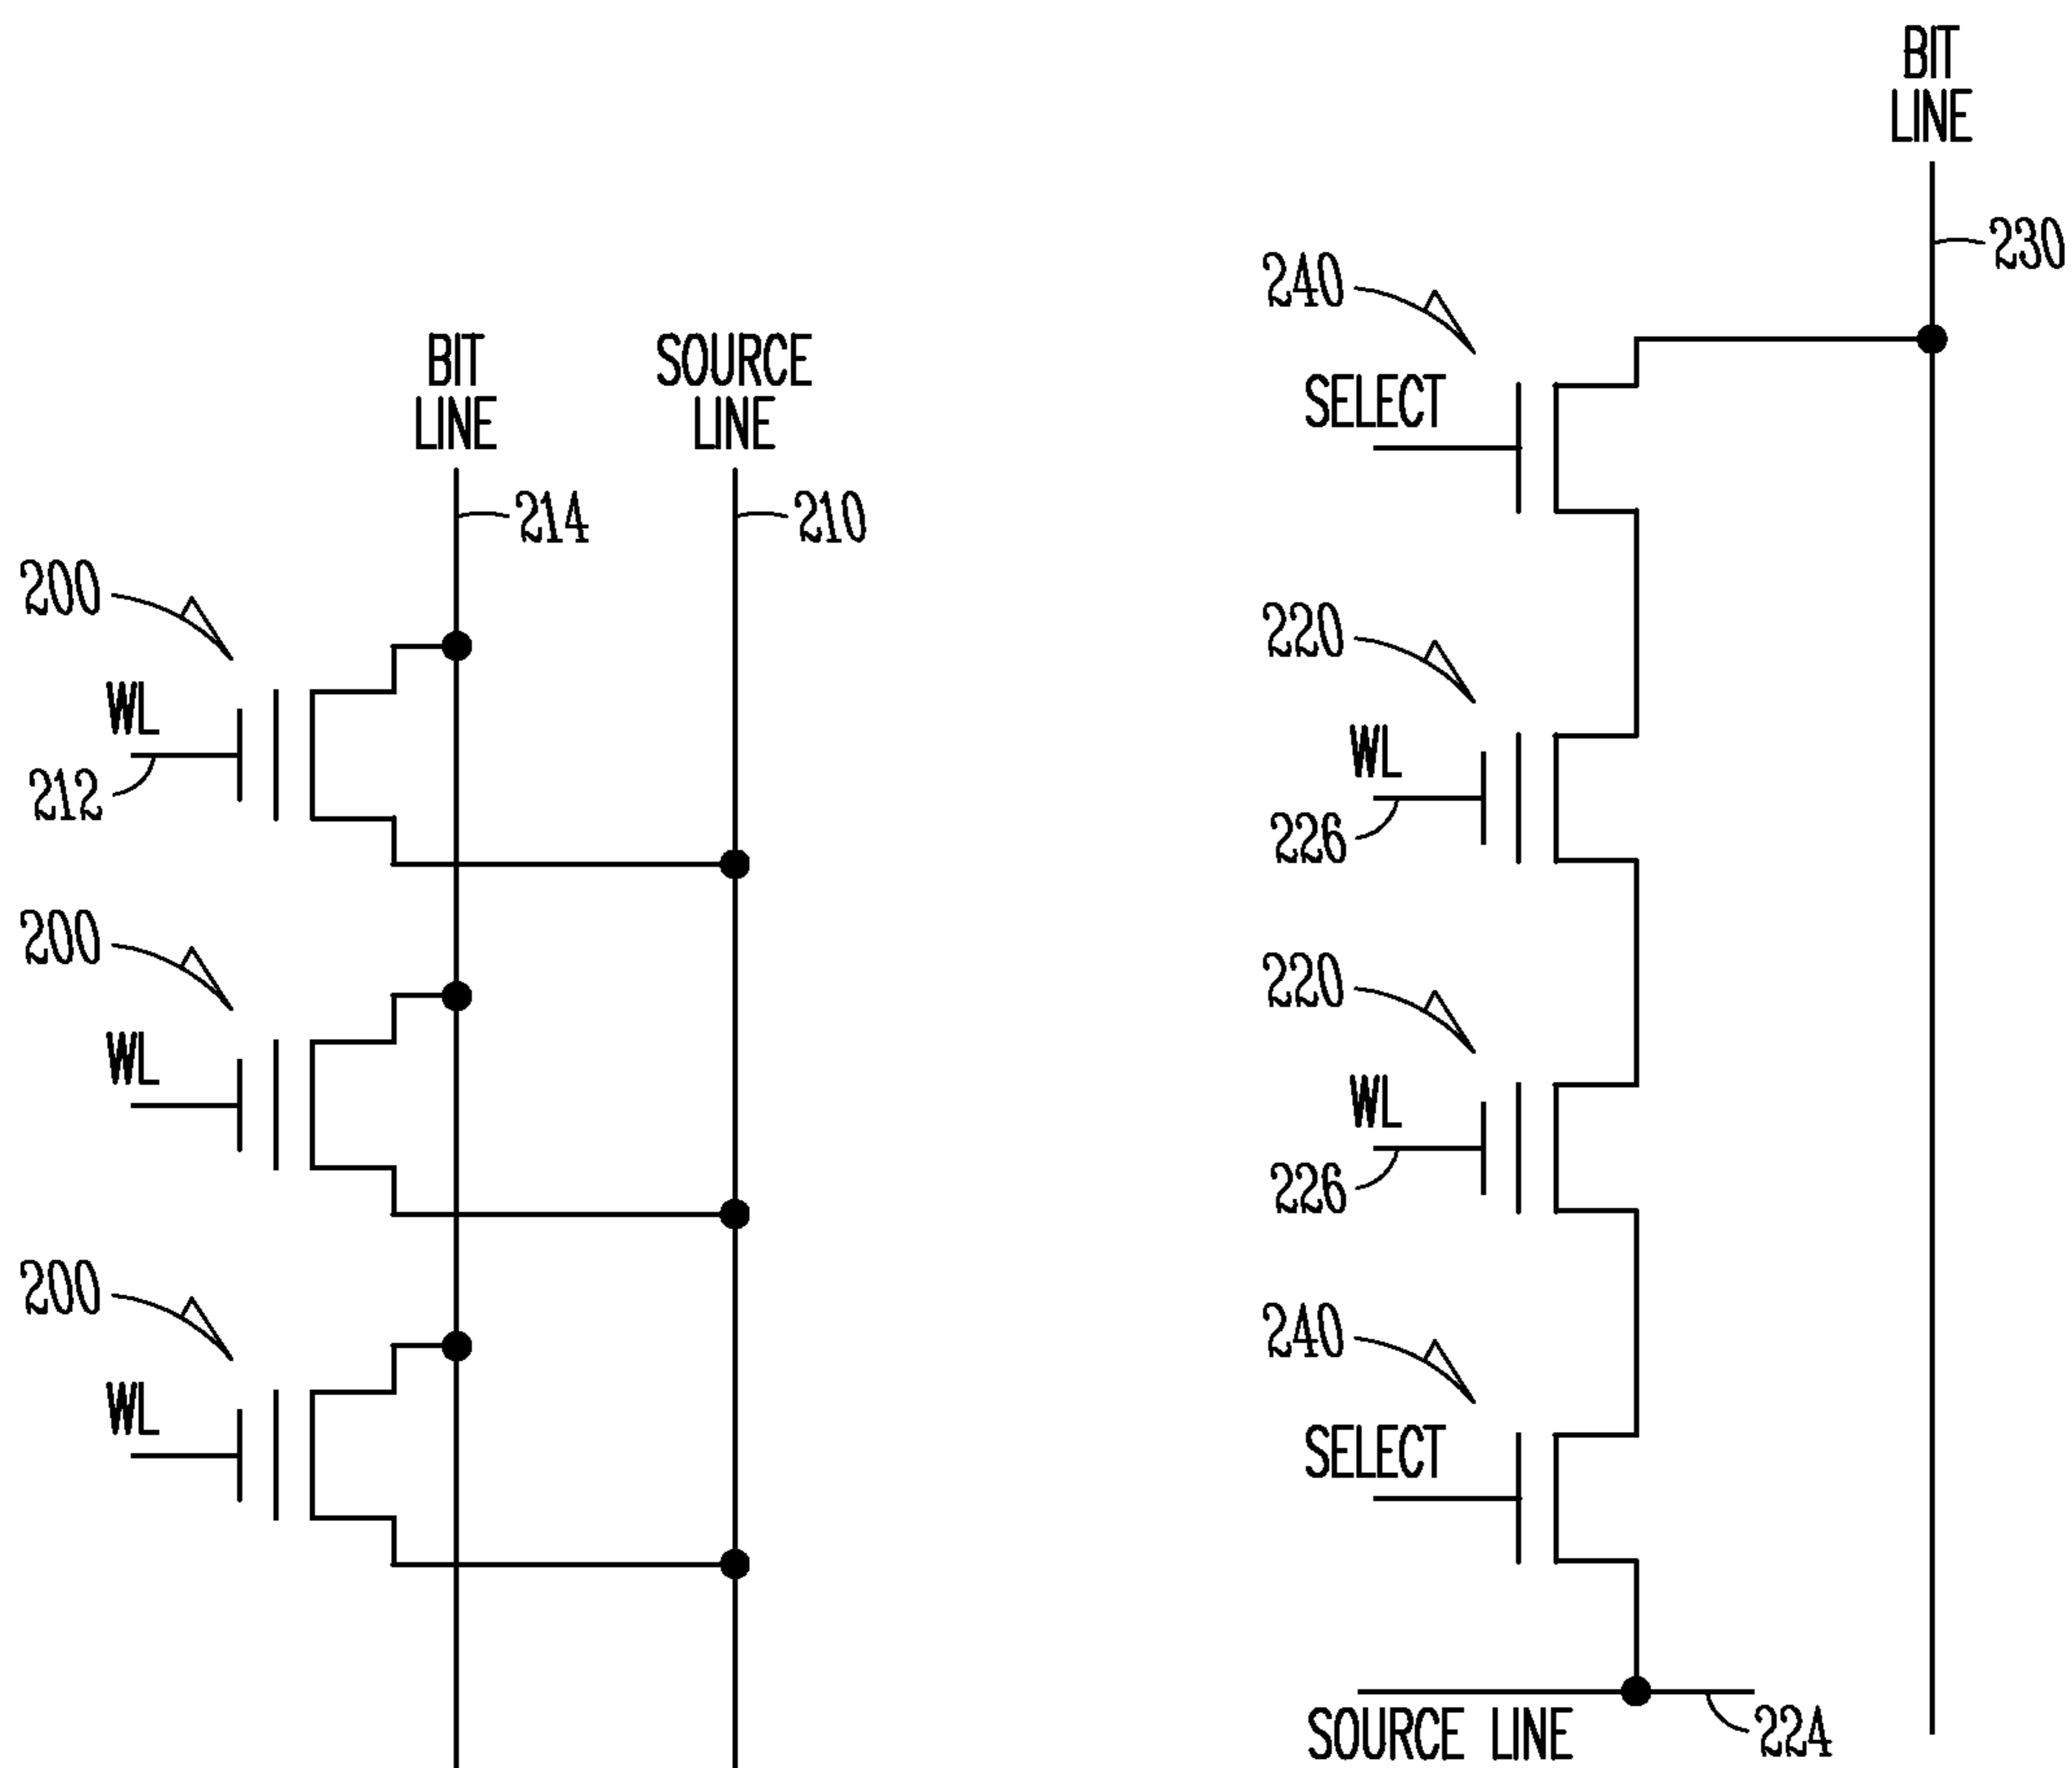 BIT
LINE
SOURCE
LINE
214
210
200
WL
212
200
WL
200
WL
BIT
LINE
230
240
SELECT
220
WL
226
220
WL
226
240
SELECT
SOURCE LINE
224